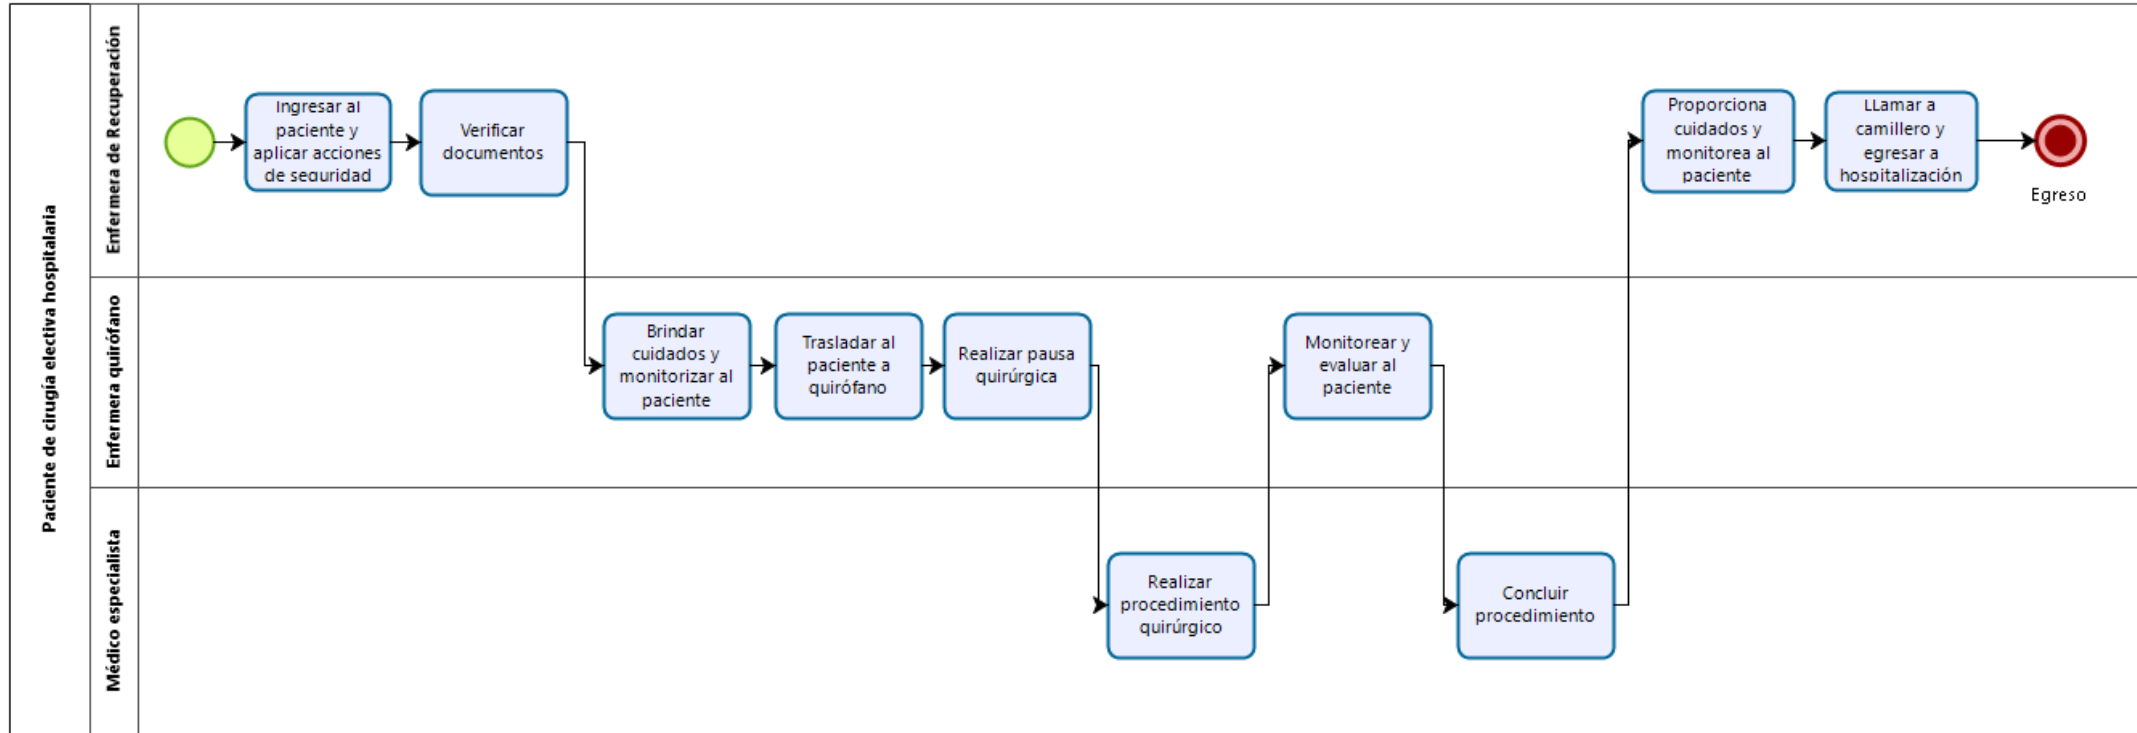 Paciente de cirugía electiva hospitalaria
Enfermera de Recuperación
Ingresar al
paciente y
aplicar acciones
de seguridad
Verificar
documentos
Proporciona
cuidados y
monitorea al
paciente
LLamar a
camillero y
egresar a
hospitalización
Egreso
Enfermera quirófano
Brindar
cuidados y
monitorizar al
paciente
Trasladar al
paciente a
quirófano
Realizar pausa
quirúrgica
Monitorear y
evaluar al
paciente
Médico especialista
Realizar
procedimiento
quirúrgico
Concluir
procedimiento